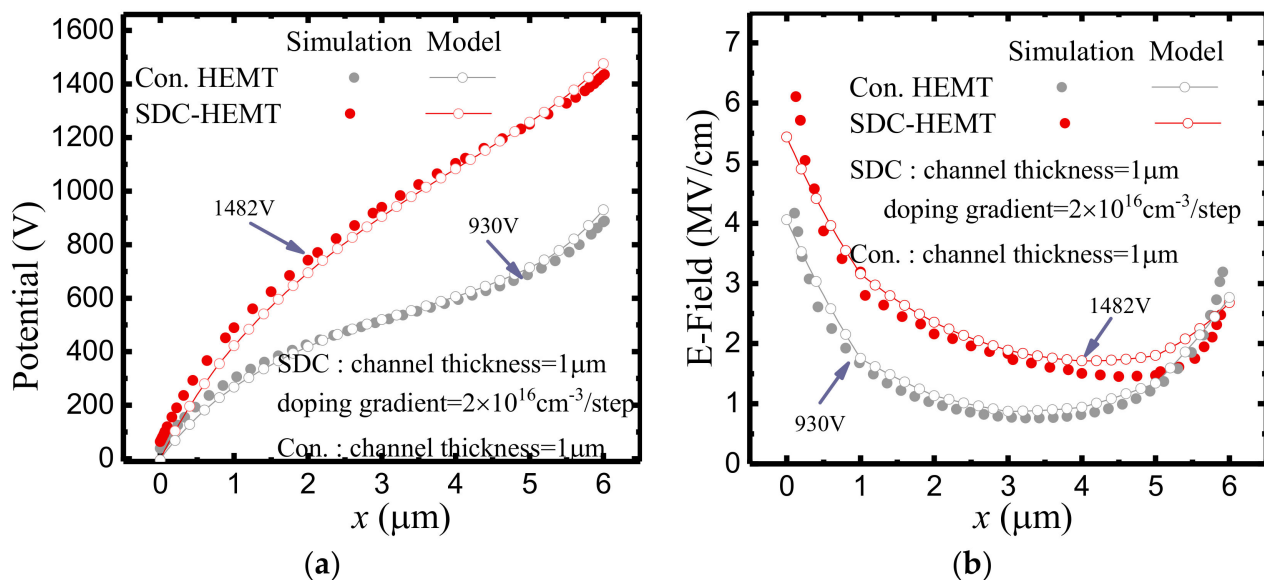 Simulation Model
Con. HEMT
SDC-HEMT
1482V
930V
SDC : channel thickness=1μm
doping gradient=2×10¹⁶cm⁻³/step
Con. : channel thickness=1μm
Potential (V)
1600
1400
1200
1000
800
600
400
200
0
0 1 2 3 4 5 6
x (μm)
(a)
Simulation Model
Con. HEMT
SDC-HEMT
SDC : channel thickness=1μm
doping gradient=2×10¹⁶cm⁻³/step
Con. : channel thickness=1μm
1482V
930V
E-Field (MV/cm)
7
6
5
4
3
2
1
0
0 1 2 3 4 5 6
x (μm)
(b)